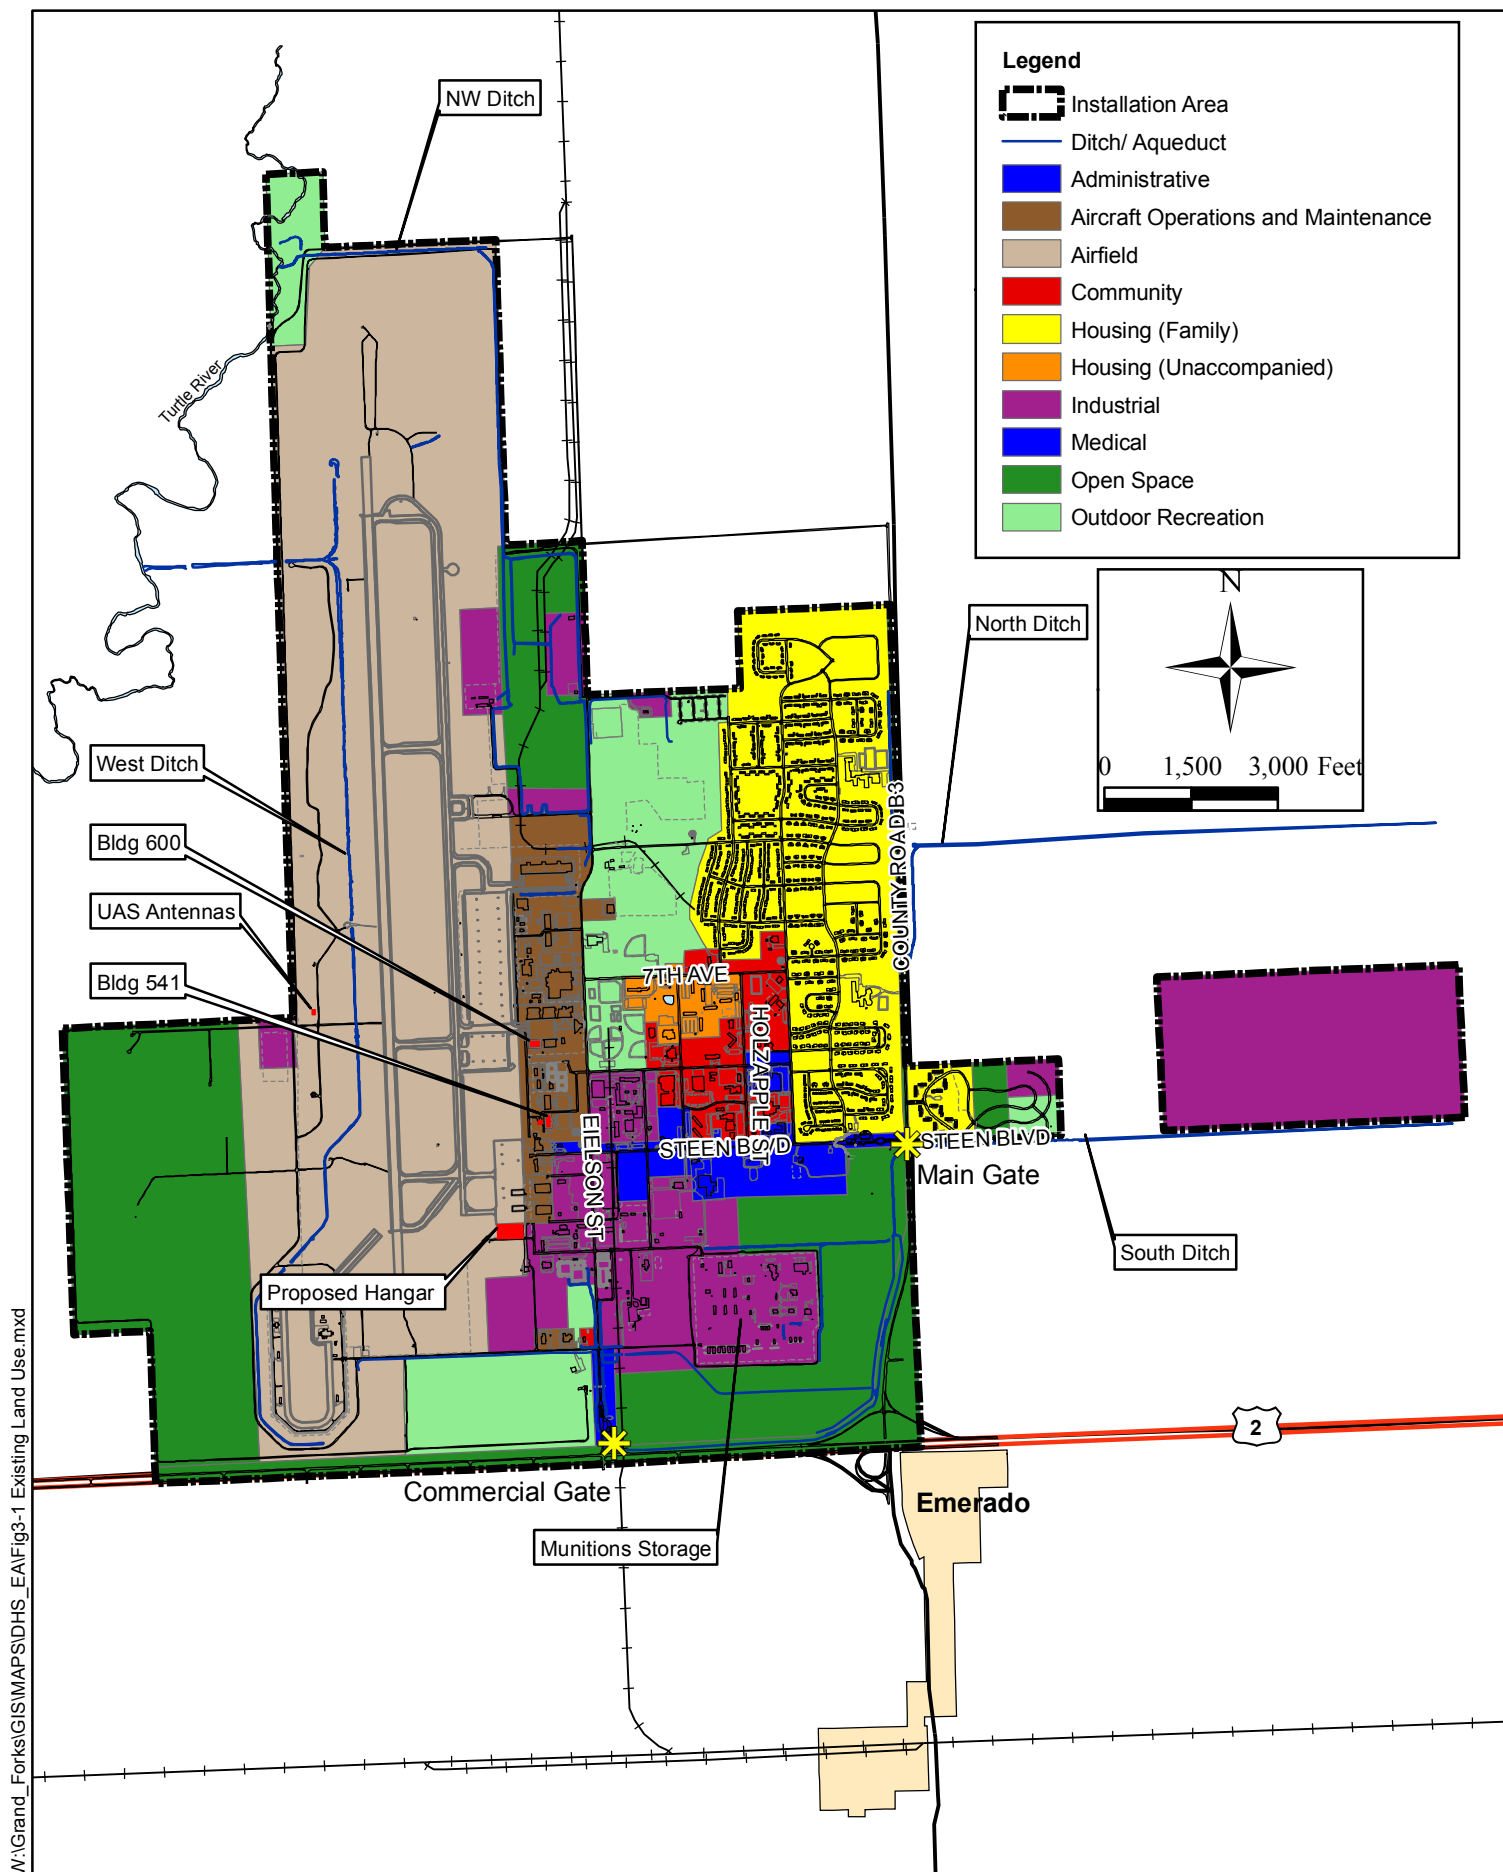 Legend
Installation Area
Ditch/ Aqueduct
Administrative
Aircraft Operations and Maintenance
Airfield
Community
Housing (Family)
Housing (Unaccompanied)
Industrial
Medical
Open Space
Outdoor Recreation
N
0 1,500 3,000 Feet
NW Ditch
Turtle River
North Ditch
West Ditch
Bldg 600
UAS Antennas
Bldg 541
COUNTY ROAD B3
7TH AVE
HOLZAPPLE ST
EIELSON ST
STEEN BLVD
STEEN BLVD
Main Gate
South Ditch
Proposed Hangar
2
Commercial Gate
Emerado
Munitions Storage
W:\Grand_Forks\GIS\MAPS\DHS_EA\Fig3-1 Existing Land Use.mxd